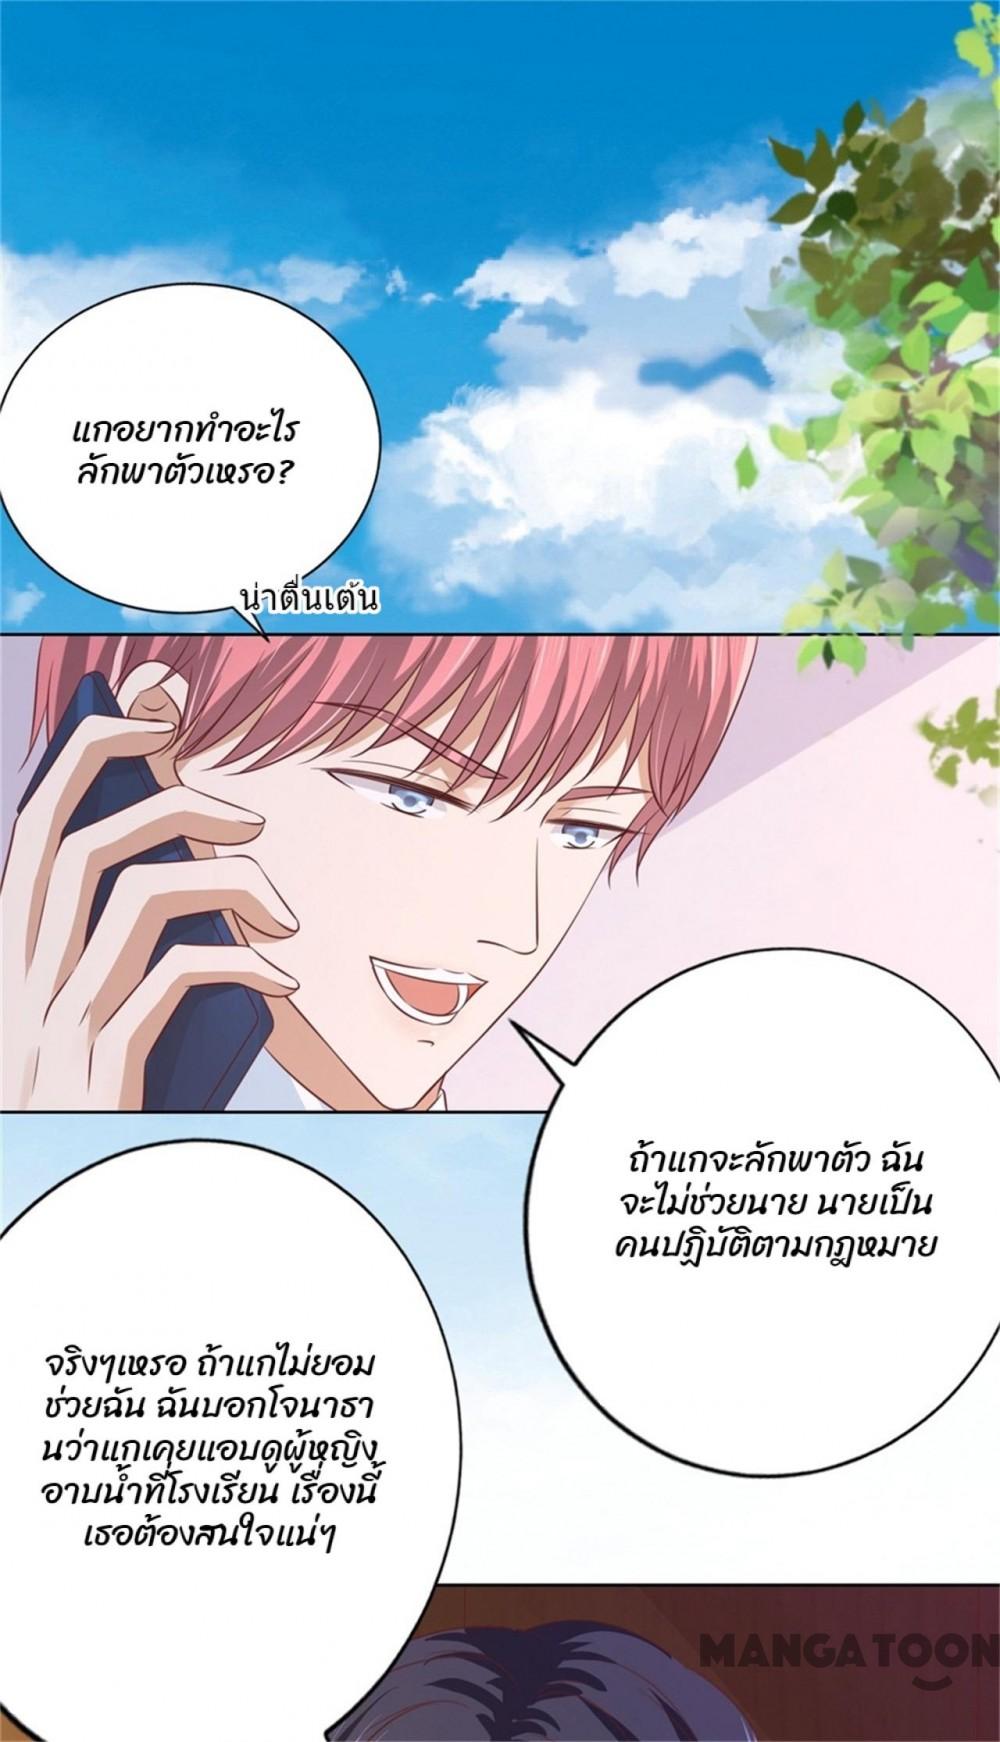 แกอยากทำอะไร
ลักพาตัวเหรอ?
น่าตื่นเต้น
ถ้าแกจะลักพาตัว ฉัน
จะไม่ช่วยนาย นายเป็น
คนปฏิบัติตามกฎหมาย
จริงๆเหรอ ถ้าแกไม่ยอม
ช่วยฉัน ฉันบอกโจนาธา
นว่าแกเคยแอบดูผู้หญิง
อาบน้ำที่โรงเรียน เรื่องนี้
เธอต้องสนใจแน่ๆ
MANGATOON